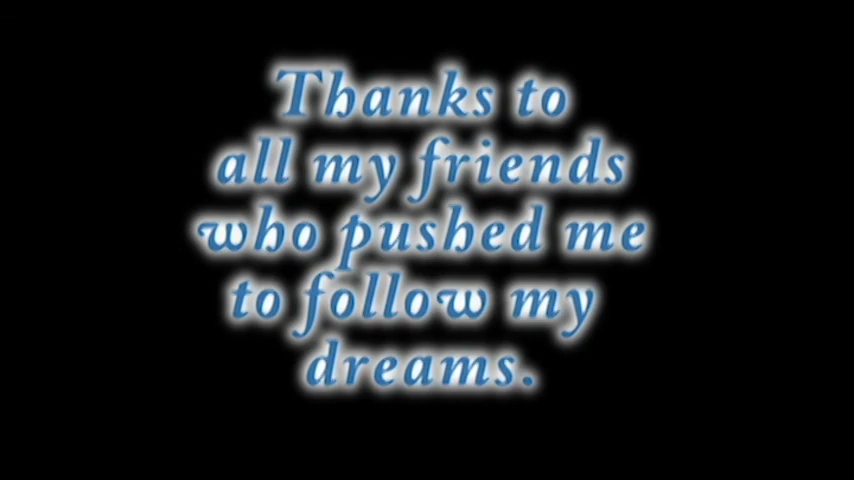 Thanks to
all my friends
who pushed me
to follow my
dreams.